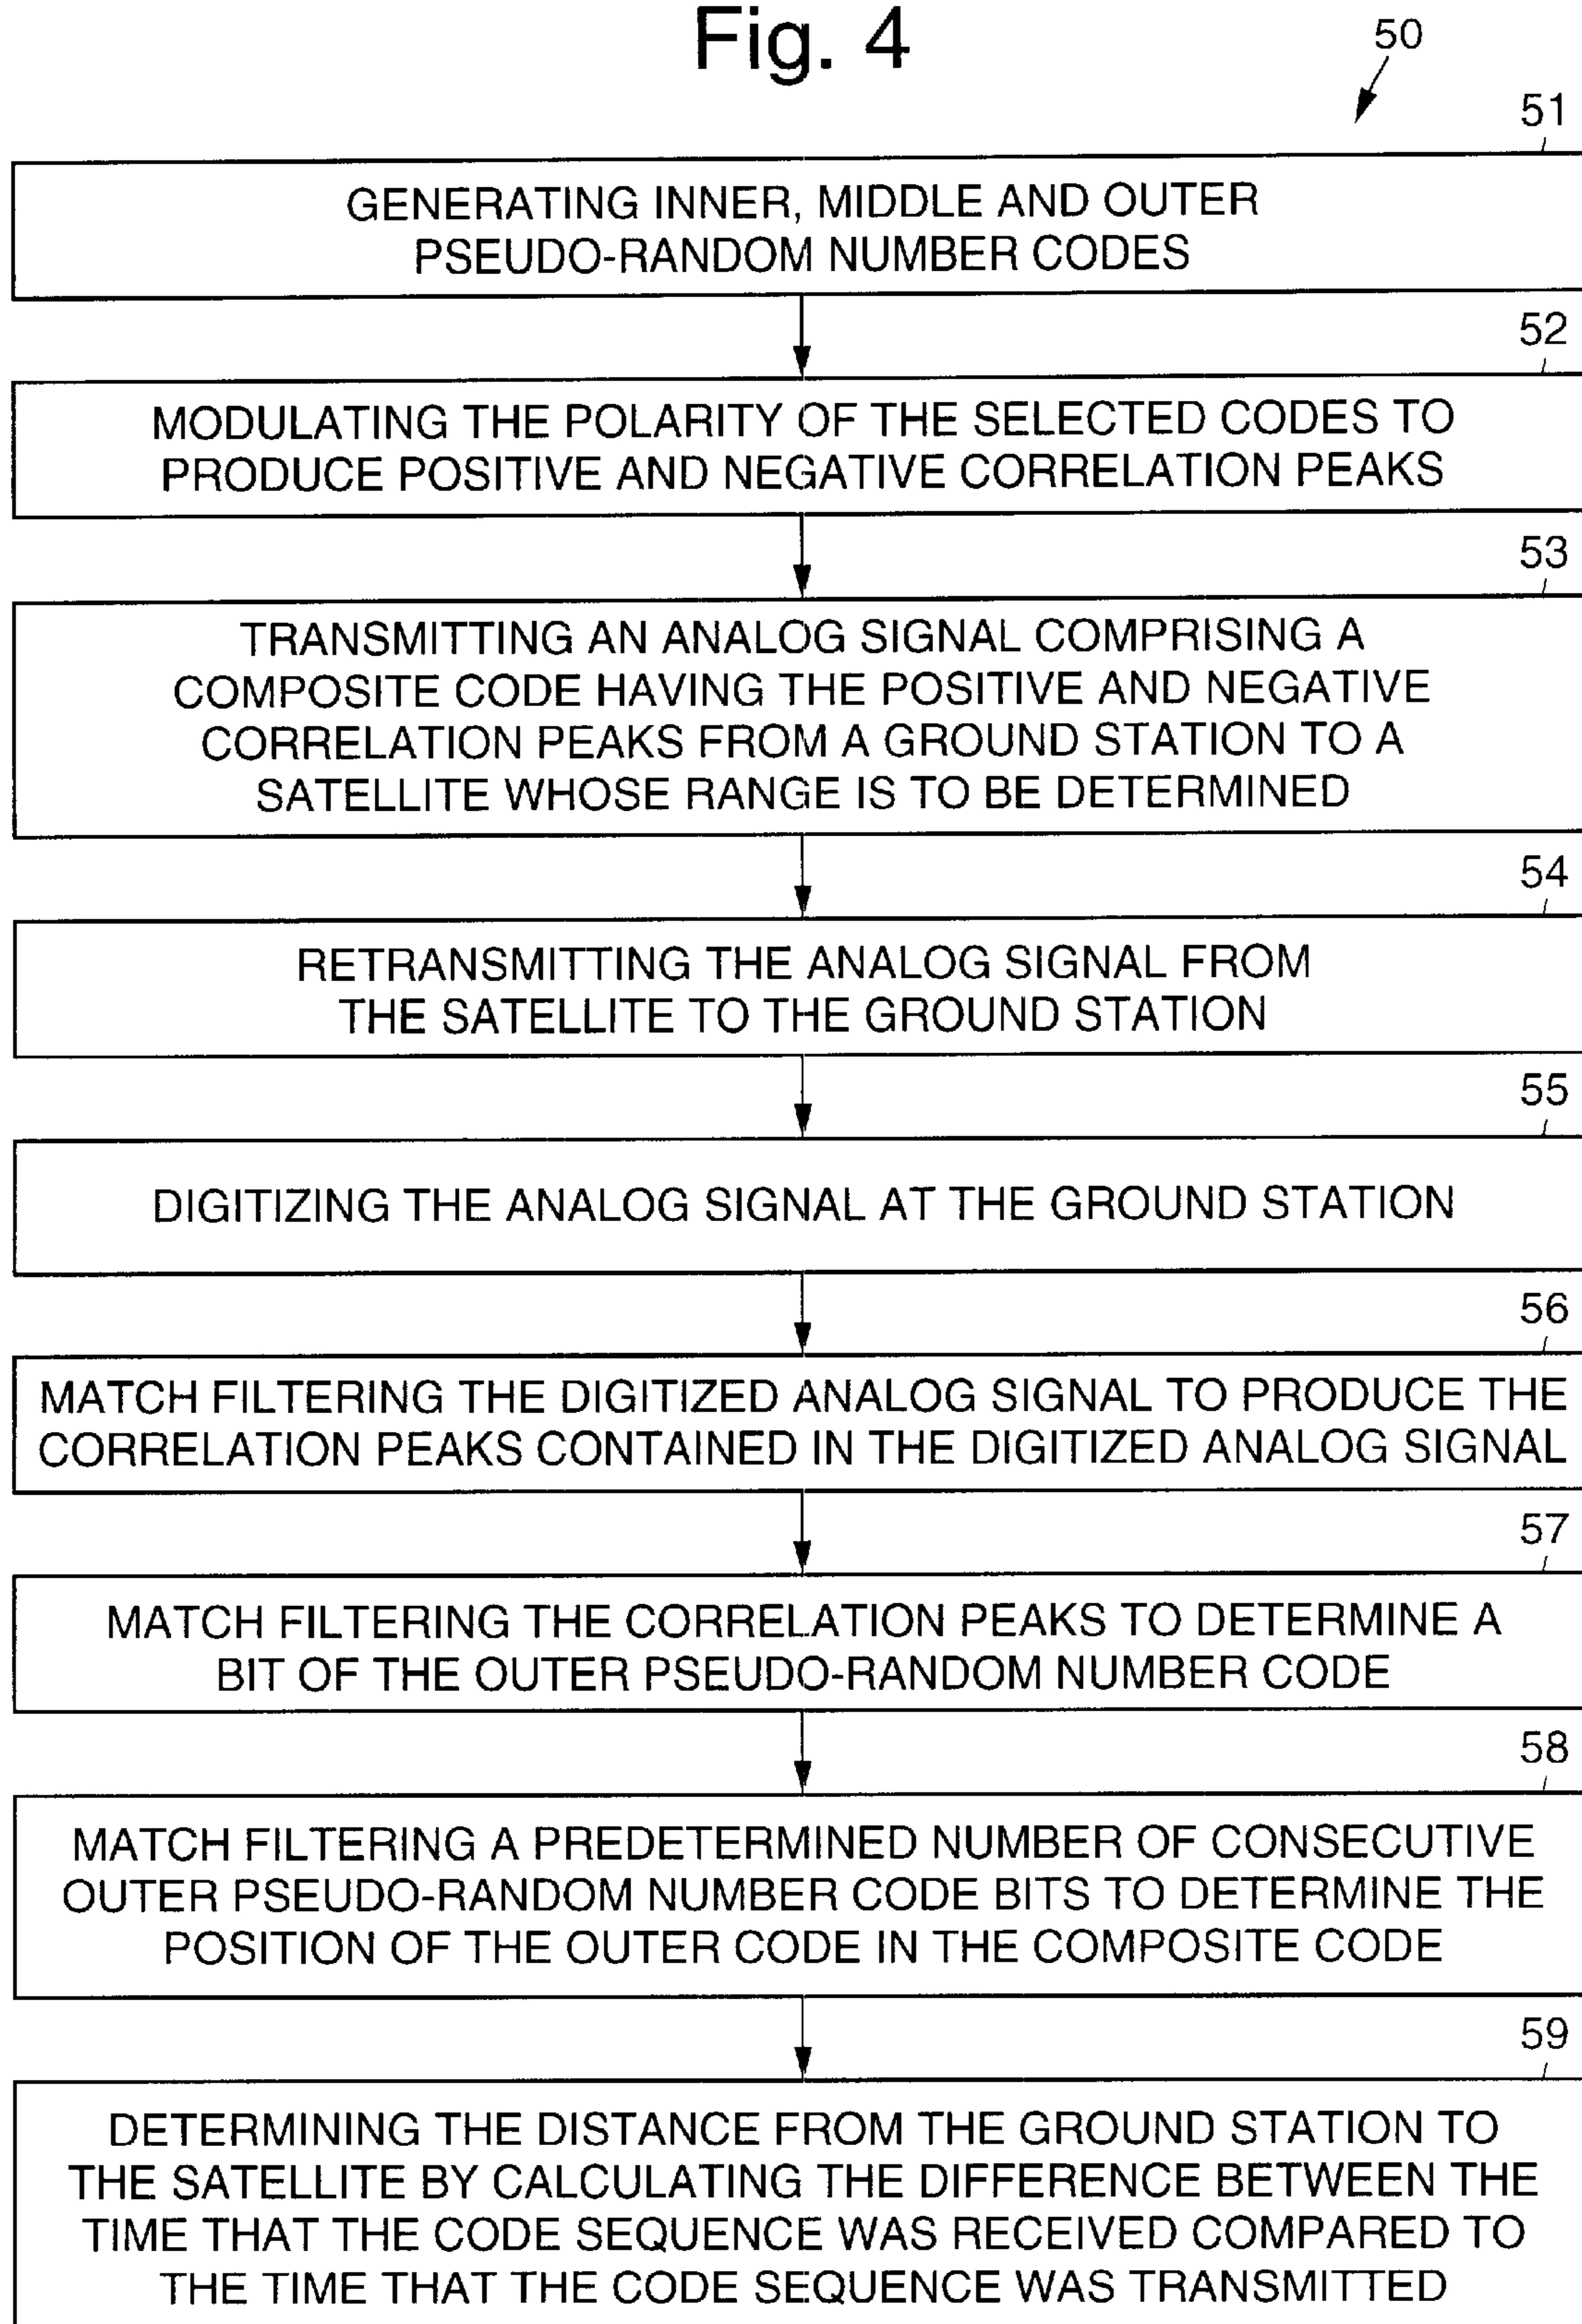 Fig. 4
50
51
GENERATING INNER, MIDDLE AND OUTER
PSEUDO-RANDOM NUMBER CODES
52
MODULATING THE POLARITY OF THE SELECTED CODES TO
PRODUCE POSITIVE AND NEGATIVE CORRELATION PEAKS
53
TRANSMITTING AN ANALOG SIGNAL COMPRISING A
COMPOSITE CODE HAVING THE POSITIVE AND NEGATIVE
CORRELATION PEAKS FROM A GROUND STATION TO A
SATELLITE WHOSE RANGE IS TO BE DETERMINED
54
RETRANSMITTING THE ANALOG SIGNAL FROM
THE SATELLITE TO THE GROUND STATION
55
DIGITIZING THE ANALOG SIGNAL AT THE GROUND STATION
56
MATCH FILTERING THE DIGITIZED ANALOG SIGNAL TO PRODUCE THE
CORRELATION PEAKS CONTAINED IN THE DIGITIZED ANALOG SIGNAL
57
MATCH FILTERING THE CORRELATION PEAKS TO DETERMINE A
BIT OF THE OUTER PSEUDO-RANDOM NUMBER CODE
58
MATCH FILTERING A PREDETERMINED NUMBER OF CONSECUTIVE
OUTER PSEUDO-RANDOM NUMBER CODE BITS TO DETERMINE THE
POSITION OF THE OUTER CODE IN THE COMPOSITE CODE
59
DETERMINING THE DISTANCE FROM THE GROUND STATION TO
THE SATELLITE BY CALCULATING THE DIFFERENCE BETWEEN THE
TIME THAT THE CODE SEQUENCE WAS RECEIVED COMPARED TO
THE TIME THAT THE CODE SEQUENCE WAS TRANSMITTED